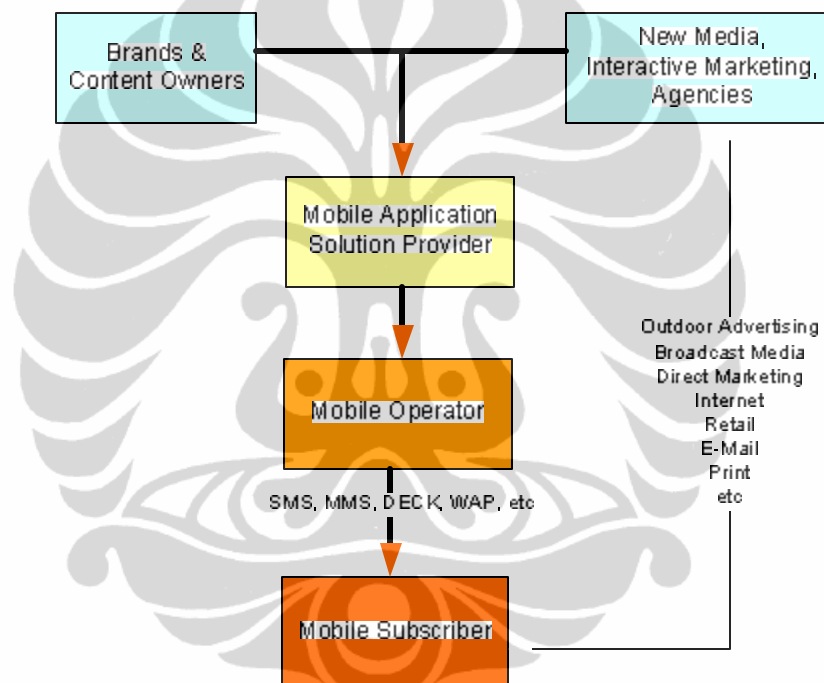 Brands &
Content Owners
New Media,
Interactive Marketing,
Agencies
Mobile Application
Solution Provider
Outdoor Advertising
Broadcast Media
Direct Marketing
Internet
Retail
E-Mail
Print
etc
Mobile Operator
SMS, MMS, DECK, WAP, etc
Mobile Subscriber